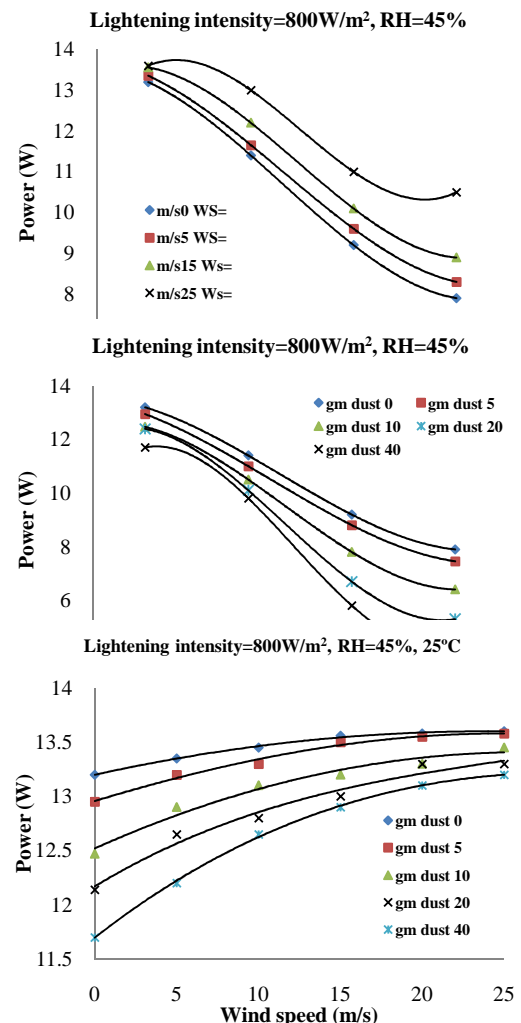 Lightening intensity=800W/m², RH=45%
14
13
12
11
10
9
8
Power (W)
m/s0 WS=
m/s5 WS=
m/s15 Ws=
m/s25 Ws=
Lightening intensity=800W/m², RH=45%
14
12
10
8
6
Power (W)
gm dust 0
gm dust 5
gm dust 10
gm dust 20
gm dust 40
Lightening intensity=800W/m², RH=45%, 25ºC
14
13.5
13
12.5
12
11.5
Power (W)
gm dust 0
gm dust 5
gm dust 10
gm dust 20
gm dust 40
0 5 10 15 20 25
Wind speed (m/s)